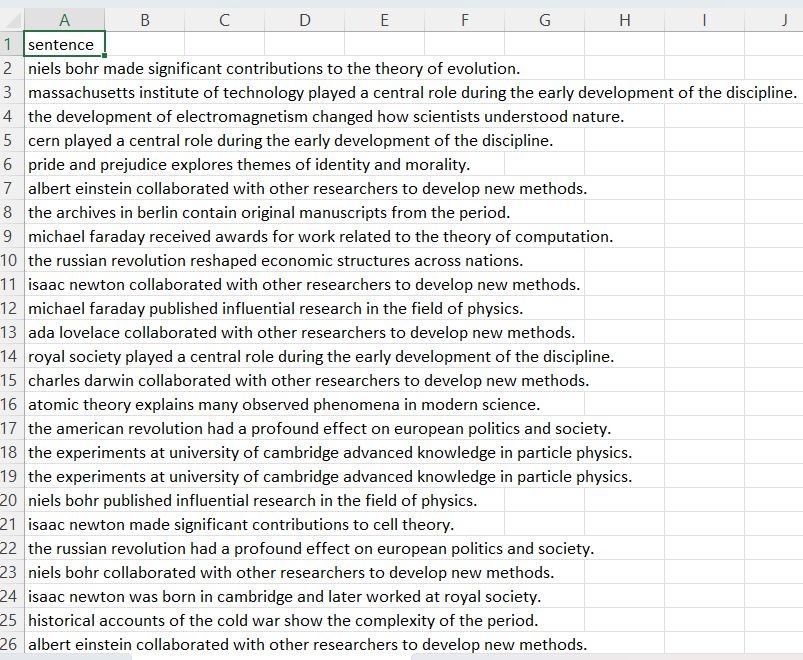 A B C D E F G H I J
1 sentence
2 niels bohr made significant contributions to the theory of evolution.
3 massachusetts institute of technology played a central role during the early development of the discipline.
4 the development of electromagnetism changed how scientists understood nature.
5 cern played a central role during the early development of the discipline.
6 pride and prejudice explores themes of identity and morality.
7 albert einstein collaborated with other researchers to develop new methods.
8 the archives in berlin contain original manuscripts from the period.
9 michael faraday received awards for work related to the theory of computation.
10 the russian revolution reshaped economic structures across nations.
11 isaac newton collaborated with other researchers to develop new methods.
12 michael faraday published influential research in the field of physics.
13 ada lovelace collaborated with other researchers to develop new methods.
14 royal society played a central role during the early development of the discipline.
15 charles darwin collaborated with other researchers to develop new methods.
16 atomic theory explains many observed phenomena in modern science.
17 the american revolution had a profound effect on european politics and society.
18 the experiments at university of cambridge advanced knowledge in particle physics.
19 the experiments at university of cambridge advanced knowledge in particle physics.
20 niels bohr published influential research in the field of physics.
21 isaac newton made significant contributions to cell theory.
22 the russian revolution had a profound effect on european politics and society.
23 niels bohr collaborated with other researchers to develop new methods.
24 isaac newton was born in cambridge and later worked at royal society.
25 historical accounts of the cold war show the complexity of the period.
26 albert einstein collaborated with other researchers to develop new methods.